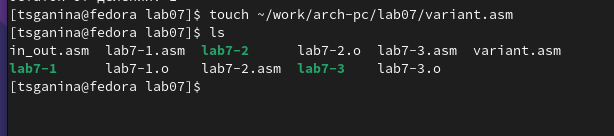 [tsganina@fedora lab07]$ touch ~/work/arch-pc/lab07/variant.asm
[tsganina@fedora lab07]$ ls
in_out.asm lab7-1.asm lab7-2 lab7-2.o lab7-3.asm variant.asm
lab7-1 lab7-1.o lab7-2.asm lab7-3 lab7-3.o
[tsganina@fedora lab07]$